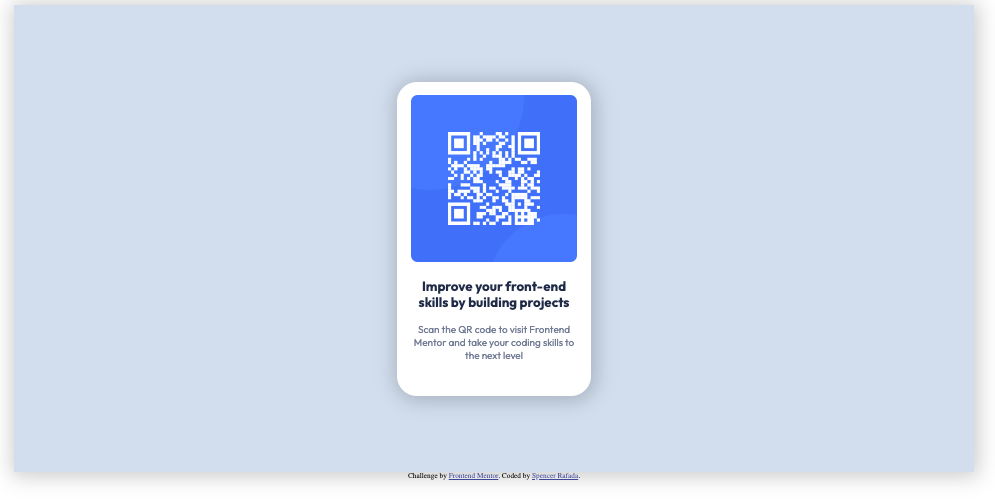 Improve your front-end
skills by building projects
Scan the QR code to visit Frontend
Mentor and take your coding skills to
the next level
Challenge by Frontend Mentor. Coded by Spencer Rafada.